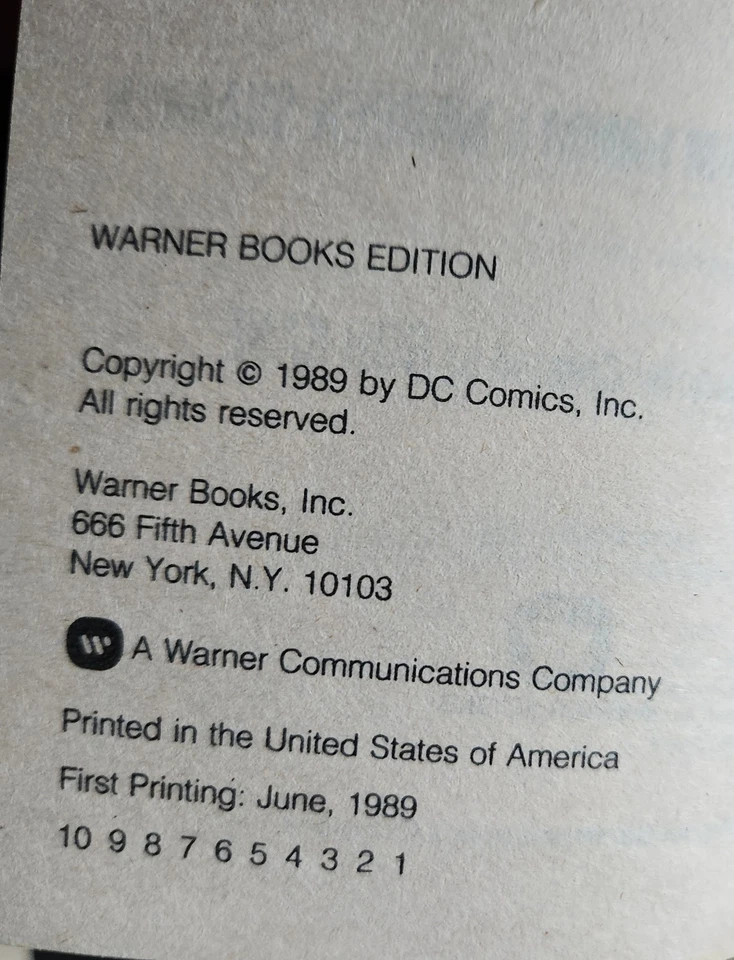 WARNER BOOKS EDITION
Copyright © 1989 by DC Comics, Inc.
All rights reserved.
Warner Books, Inc.
666 Fifth Avenue
New York, N.Y. 10103
A Warner Communications Company
Printed in the United States of America
First Printing: June, 1989
10 9 8 7 6 5 4 3 2 1